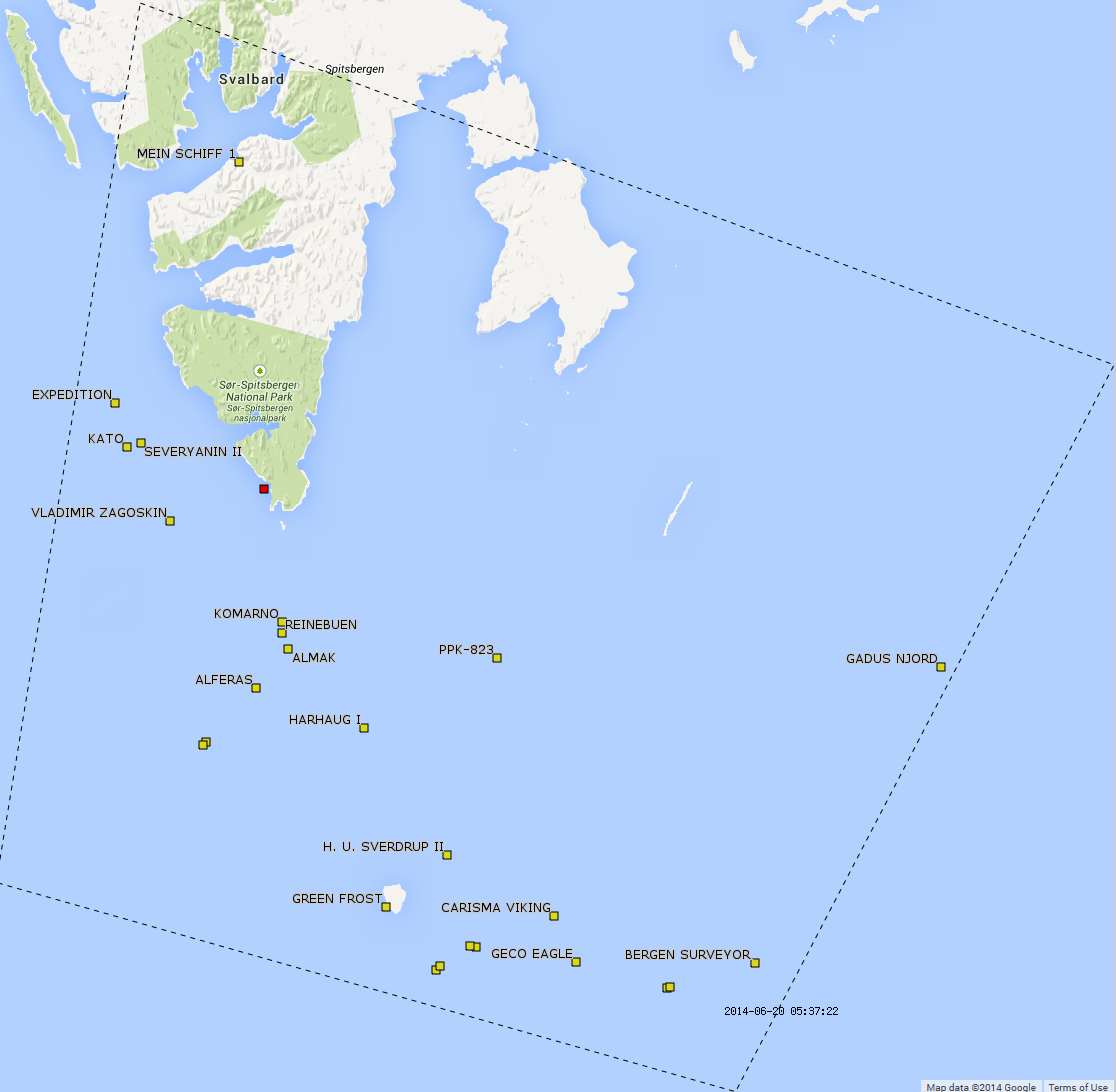 Spitsbergen
Svalbard
MEIN SCHIFF 1
Sør-Spitsbergen
National Park
Sør-Spitsbergen
nasjonalpark
EXPEDITION
KATO
SEVERYANIN II
VLADIMIR ZAGOSKIN
KOMARNO
REINEBUEN
PPK-823
ALMAK
GADUS NJORD
ALFERAS
HARHAUG I
H. U. SVERDRUP II
GREEN FROST
CARISMA VIKING
GECO EAGLE
BERGEN SURVEYOR
2014-06-20 05:37:22
Map data ©2014 Google
Terms of Use